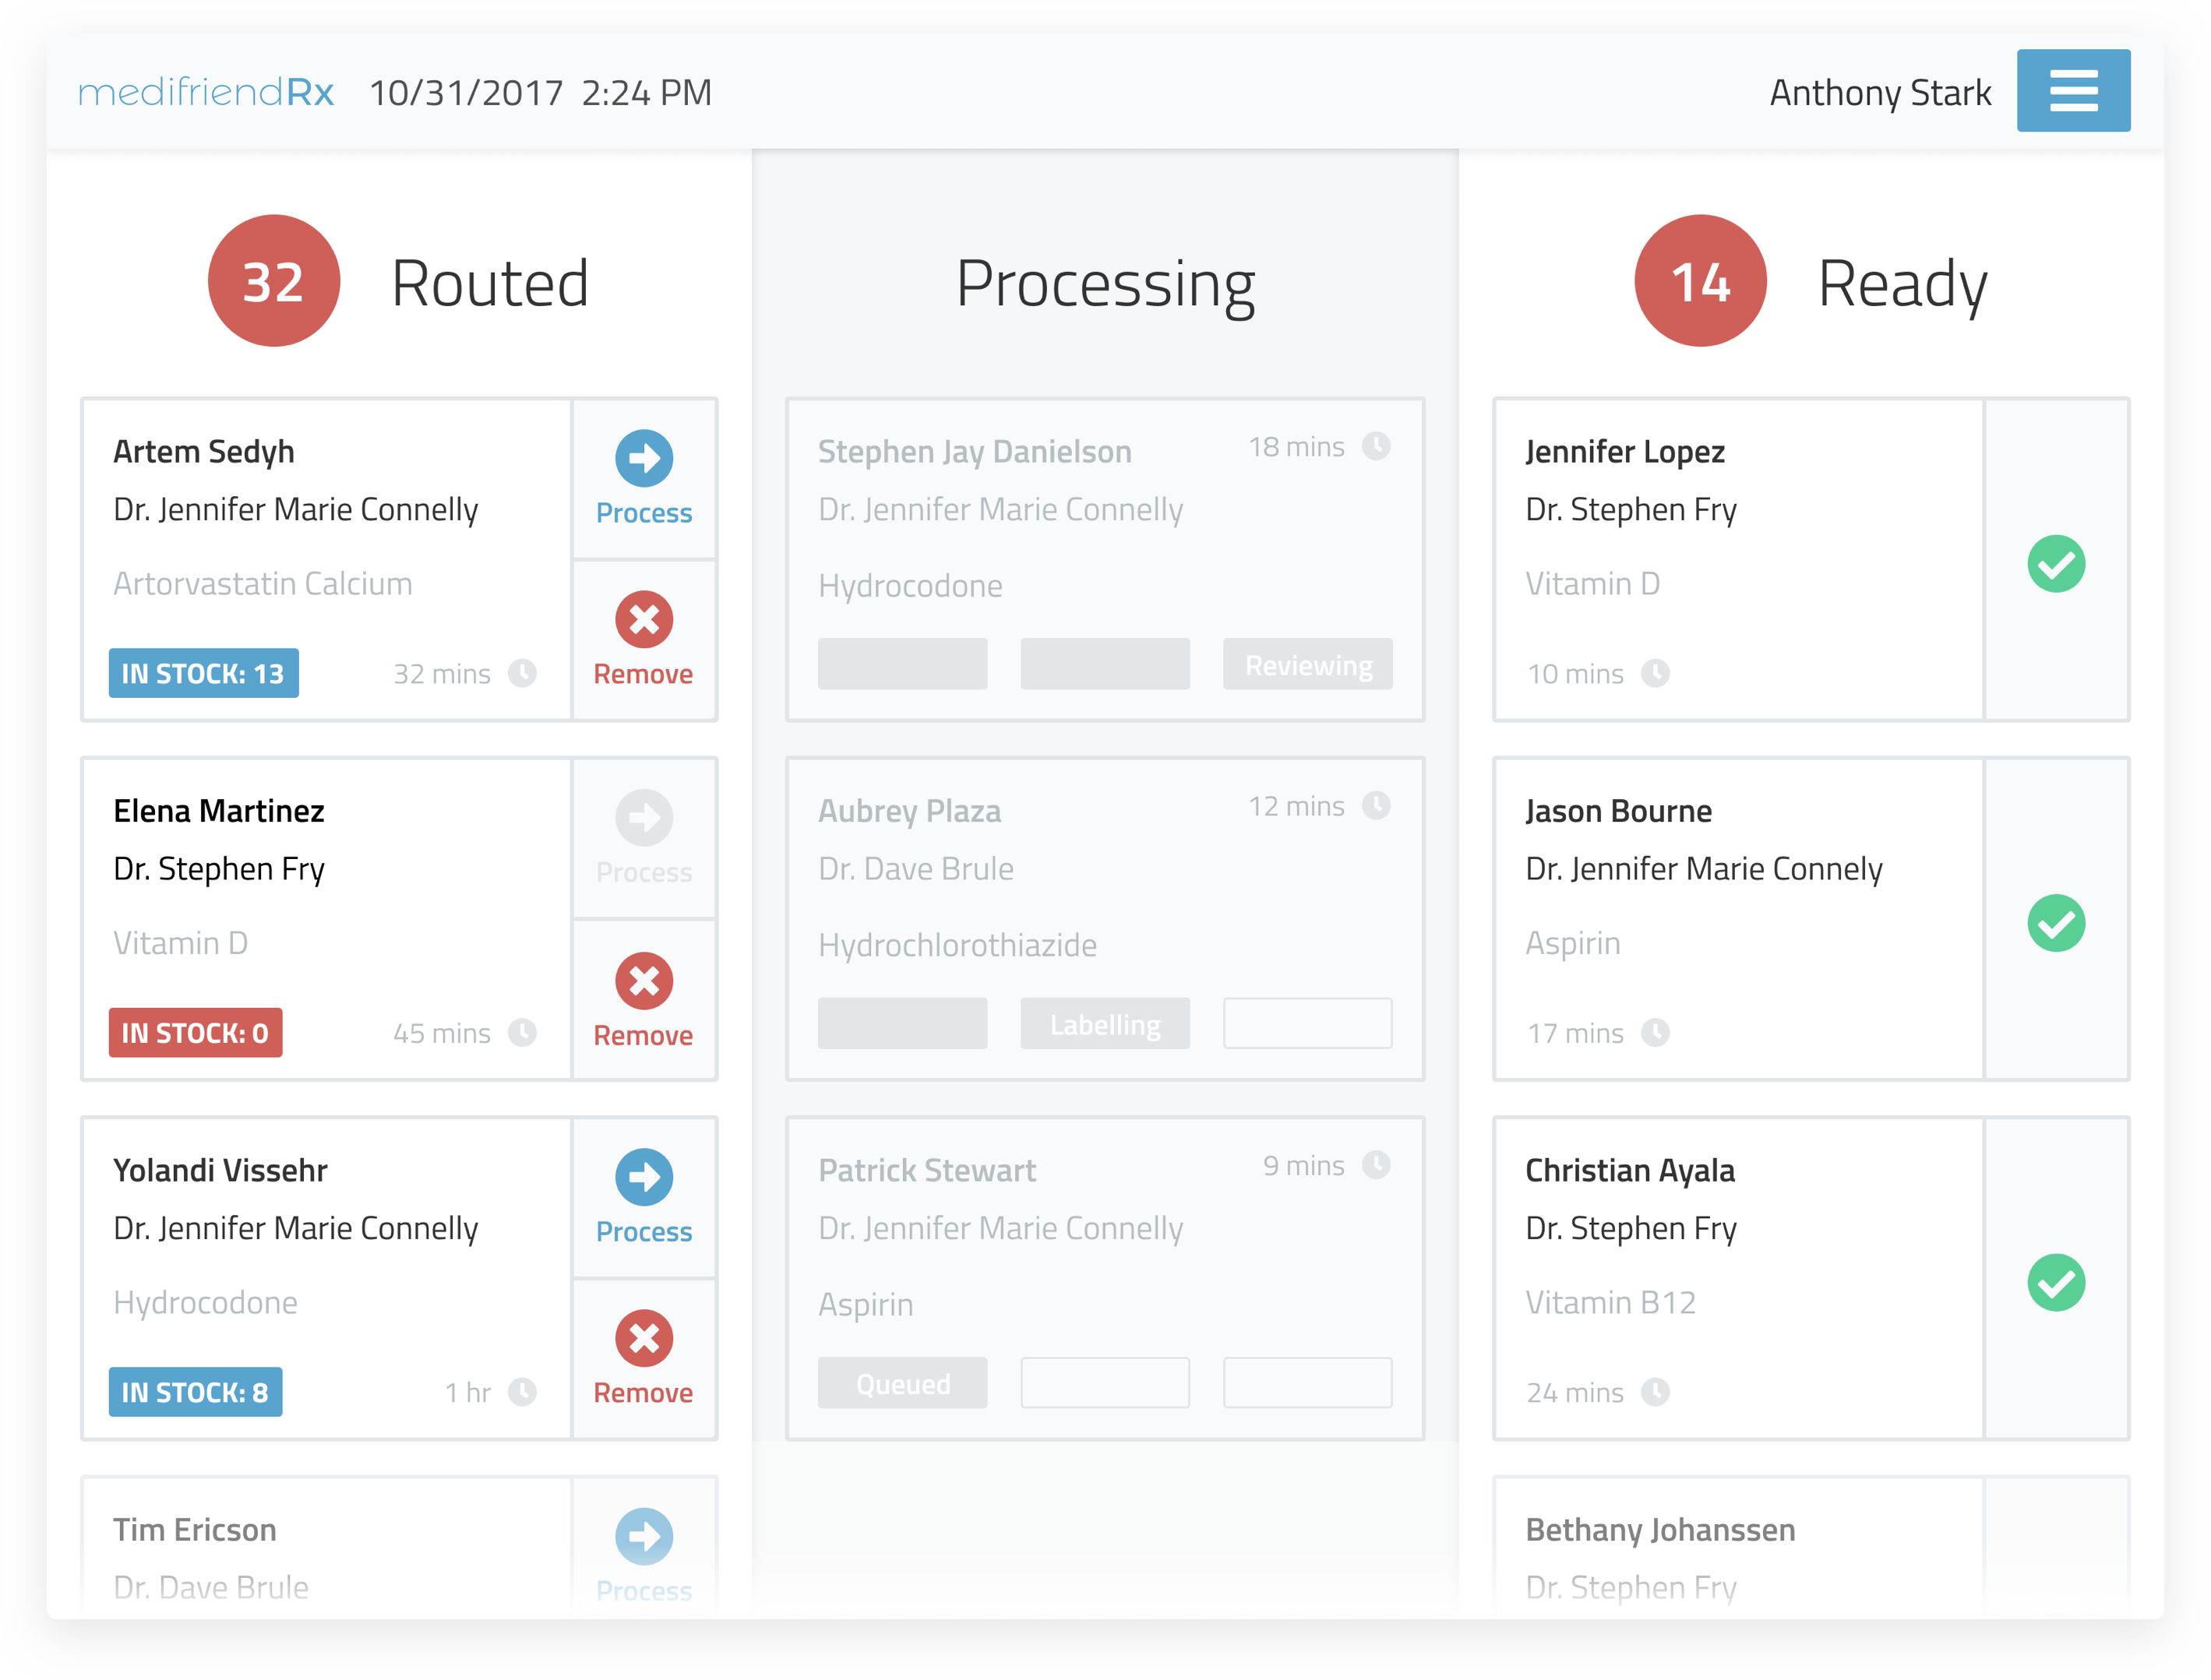 medifriendRx 10/31/2017 2:24 PM
Anthony Stark
32 Routed
Artem Sedyh
Dr. Jennifer Marie Connelly
Artorvastatin Calcium
IN STOCK: 13
32 mins
Process
Remove
Elena Martinez
Dr. Stephen Fry
Vitamin D
IN STOCK: 0
45 mins
Process
Remove
Yolandi Vissehr
Dr. Jennifer Marie Connelly
Hydrocodone
IN STOCK: 8
1 hr
Process
Remove
Tim Ericson
Dr. Dave Brule
Process
Processing
Stephen Jay Danielson
18 mins
Dr. Jennifer Marie Connelly
Hydrocodone
Reviewing
Aubrey Plaza
12 mins
Dr. Dave Brule
Hydrochlorothiazide
Labelling
Patrick Stewart
9 mins
Dr. Jennifer Marie Connelly
Aspirin
Queued
14 Ready
Jennifer Lopez
Dr. Stephen Fry
Vitamin D
10 mins
Jason Bourne
Dr. Jennifer Marie Connely
Aspirin
17 mins
Christian Ayala
Dr. Stephen Fry
Vitamin B12
24 mins
Bethany Johanssen
Dr. Stephen Fry